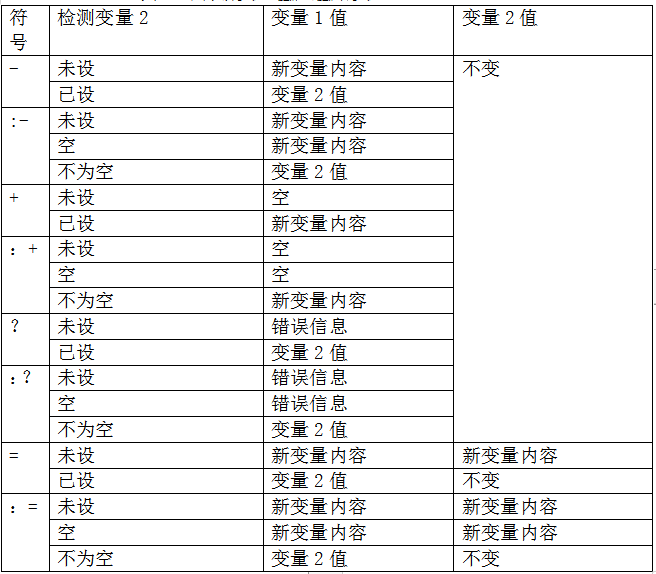 符号 检测变量2 变量1值 变量2值
- 未设 新变量内容 不变
已设 变量2值
:- 未设 新变量内容
空 新变量内容
不为空 变量2值
+ 未设 空
已设 新变量内容
：+ 未设 空
空 空
不为空 新变量内容
？ 未设 错误信息
已设 变量2值
:？ 未设 错误信息
空 错误信息
不为空 变量2值
= 未设 新变量内容 新变量内容
已设 变量2值 不变
：= 未设 新变量内容 新变量内容
空 新变量内容 新变量内容
不为空 变量2值 不变